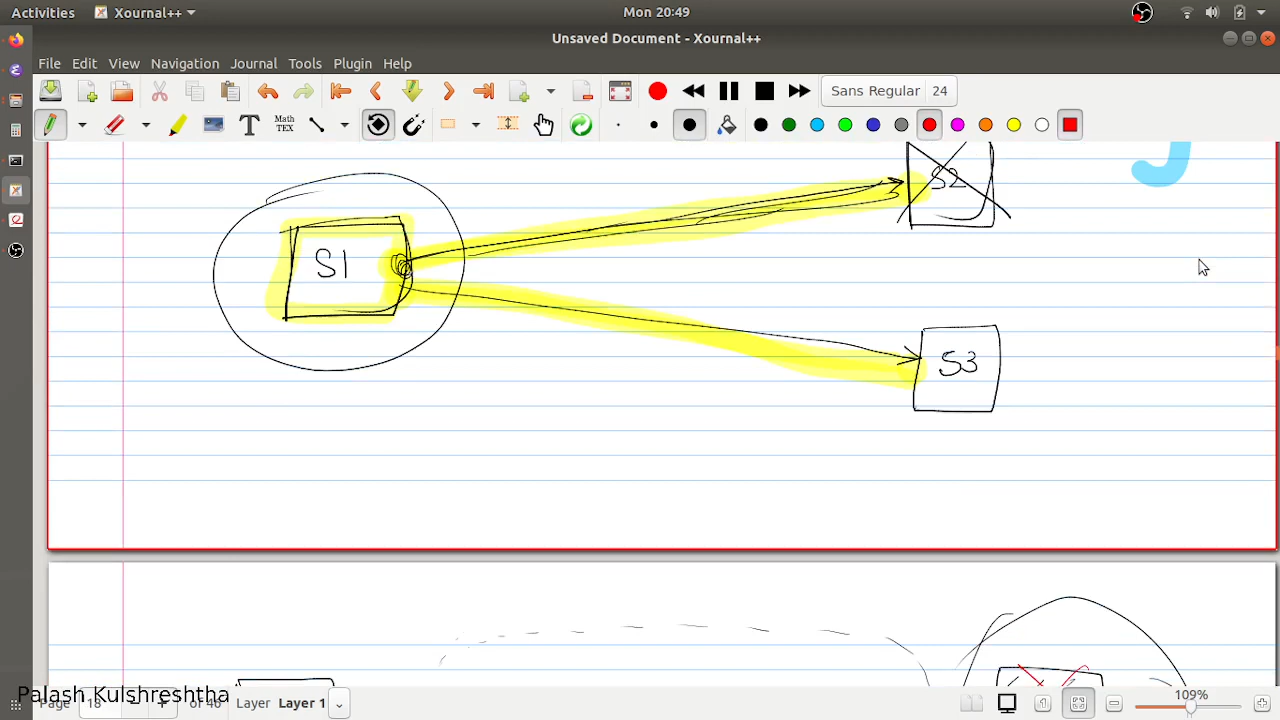 Activities Xournal++ Mon 20:49
Unsaved Document - Xournal++
File Edit View Navigation Journal Tools Plugin Help
Sans Regular 24
T MATH TEX
S2
S1
S3
Palash Kulshreshtha
Page 18 of 46 Layer Layer 1 109%